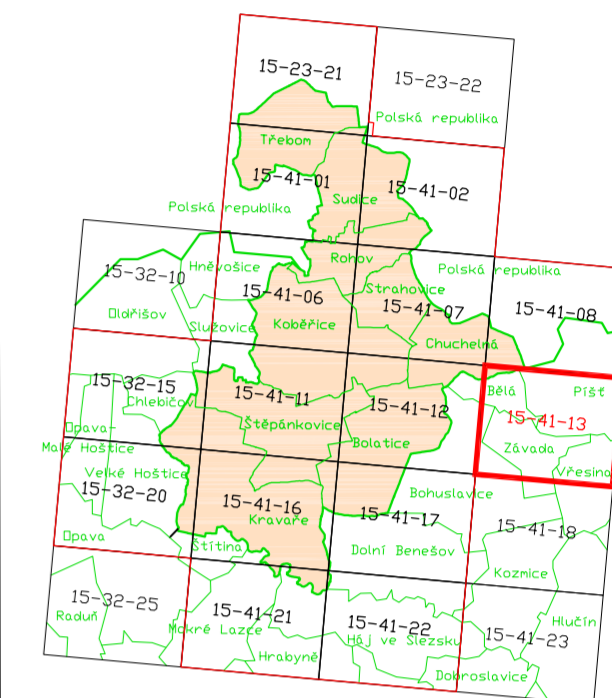 15-23-21
15-23-22
Polská republika
Třebom
15-41-01
15-41-02
Sudice
Polská republika
Rohov
Hněvošice
Polská republika
15-32-10
15-41-06
Strahovice
15-41-07
15-41-08
Oldřišov
Služovice
Kobeřice
Chuchelná
15-32-15
15-41-11
Bělá
Píšť
Chlebičov
15-41-12
15-41-13
Opava-
Malé Hoštice
Štěpánkovice
Bolatice
Závada
Velké Hoštice
Vřesina
15-32-20
15-41-16
Bohuslavice
Kravaře
15-41-17
15-41-18
Opava
Štítina
Dolní Benešov
Kozmice
15-32-25
15-41-21
Raduň
Mokré Lazce
15-41-22
Hlučín
Háj ve Slezsku
15-41-23
Hrabyně
Dobroslavice